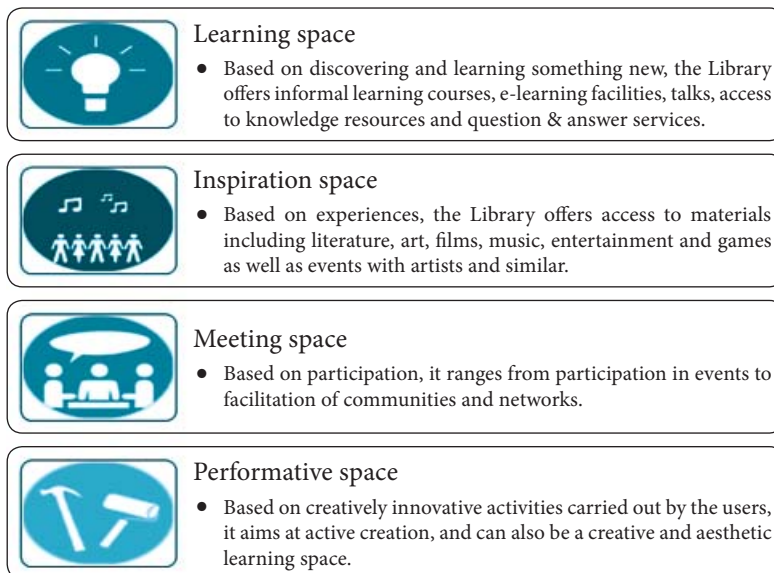 Learning space
● Based on discovering and learning something new, the Library
offers informal learning courses, e-learning facilities, talks, access
to knowledge resources and question & answer services.
Inspiration space
● Based on experiences, the Library offers access to materials
including literature, art, films, music, entertainment and games
as well as events with artists and similar.
Meeting space
● Based on participation, it ranges from participation in events to
facilitation of communities and networks.
Performative space
● Based on creatively innovative activities carried out by the users,
it aims at active creation, and can also be a creative and aesthetic
learning space.